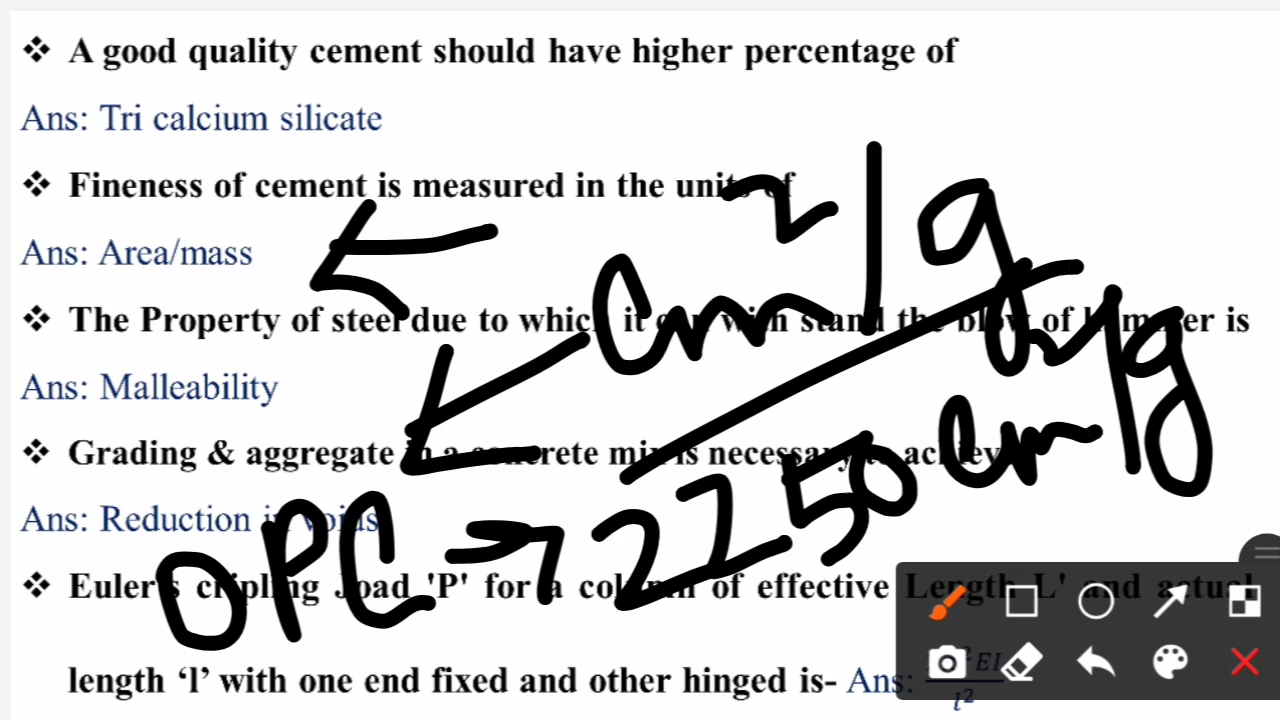 ❖ A good quality cement should have higher percentage of
Ans: Tri calcium silicate
❖ Fineness of cement is measured in the units of
Ans: Area/mass
cm²/g
❖ The Property of steel due to which it can with stand the blow of hammer is
Ans: Malleability
❖ Grading & aggregate in a concrete mix is necessary to achieve
Ans: Reduction in voids
OPC → 2250 cm²/g
❖ Euler's cripling load 'P' for a column of effective Length L' and actual
length ‘l’ with one end fixed and other hinged is- Ans: